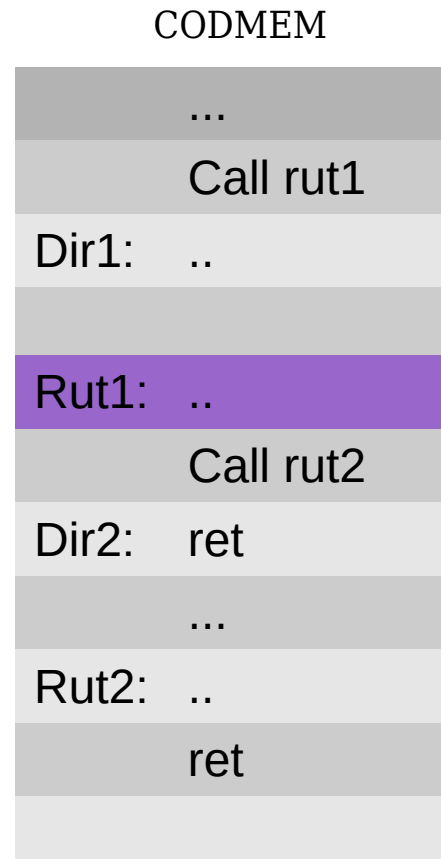 CODMEM
...
Call rut1
Dir1: ..
Rut1: ..
Call rut2
Dir2: ret
...
Rut2: ..
ret